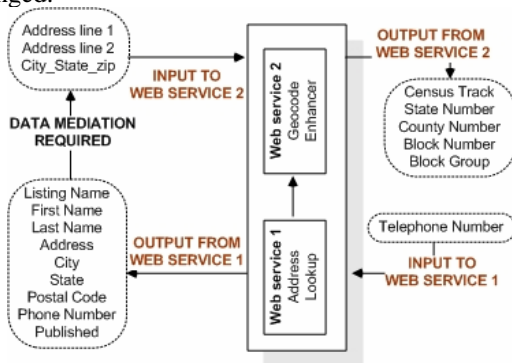 nged.
Address line 1
Address line 2
City_State_zip
INPUT TO
WEB SERVICE 2
DATA MEDIATION
REQUIRED
Listing Name
First Name
Last Name
Address
City
State
Postal Code
Phone Number
Published
OUTPUT FROM
WEB SERVICE 1
Web service 2
Geocode
Enhancer
Web service 1
Address
Lookup
OUTPUT FROM
WEB SERVICE 2
Census Track
State Number
County Number
Block Number
Block Group
Telephone Number
INPUT TO
WEB SERVICE 1